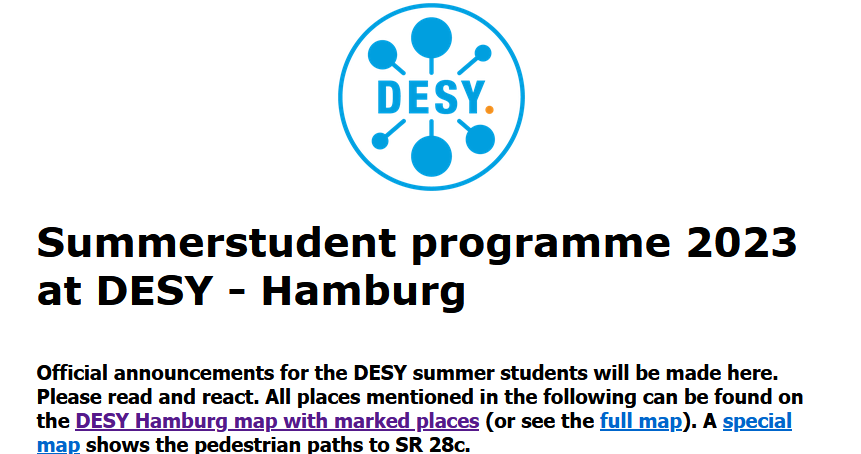 DESY.
Summerstudent programme 2023
at DESY - Hamburg
Official announcements for the DESY summer students will be made here.
Please read and react. All places mentioned in the following can be found on
the DESY Hamburg map with marked places (or see the full map). A special
map shows the pedestrian paths to SR 28c.